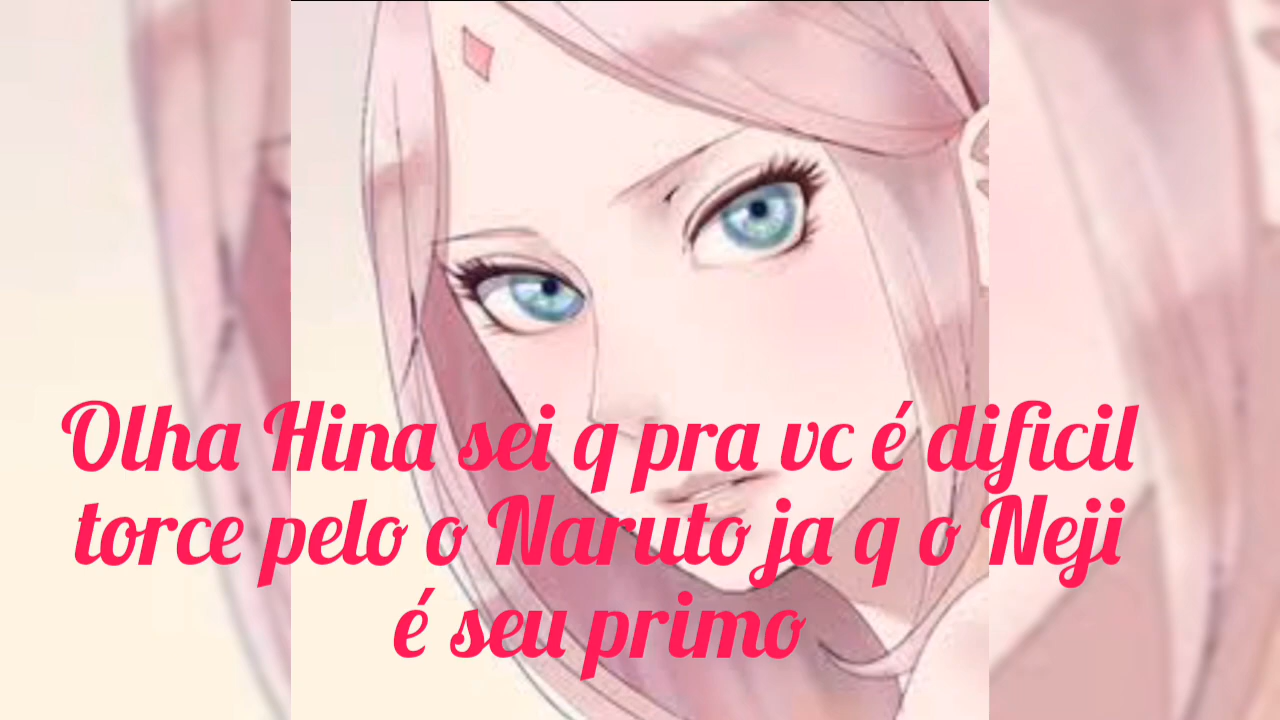 Olha Hina sei q pra vc é dificil
torce pelo o Naruto ja q o Neji
é seu primo